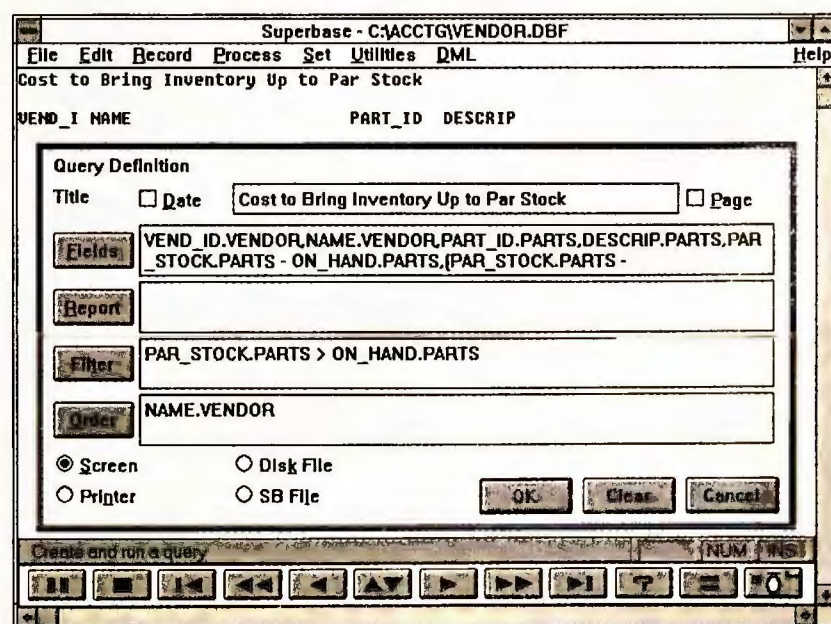 Superbase - C:\ACCTG\VENDOR.DBF
File Edit Record Process Set Utilities DML Help
Cost to Bring Inventory Up to Par Stock
VEND_I NAME PART_ID DESCRIP
Query Definition
Title Date Cost to Bring Inventory Up to Par Stock Page
Fields VEND_ID.VENDOR,NAME.VENDOR,PART_ID.PARTS,DESCRIP.PARTS,PAR
_STOCK.PARTS - ON_HAND.PARTS,(PAR_STOCK.PARTS -
Report
Filter PAR_STOCK.PARTS > ON_HAND.PARTS
Order NAME.VENDOR
Screen Disk File
Printer SB File OK Clear Cancel
Create and run a query NUM INS
?